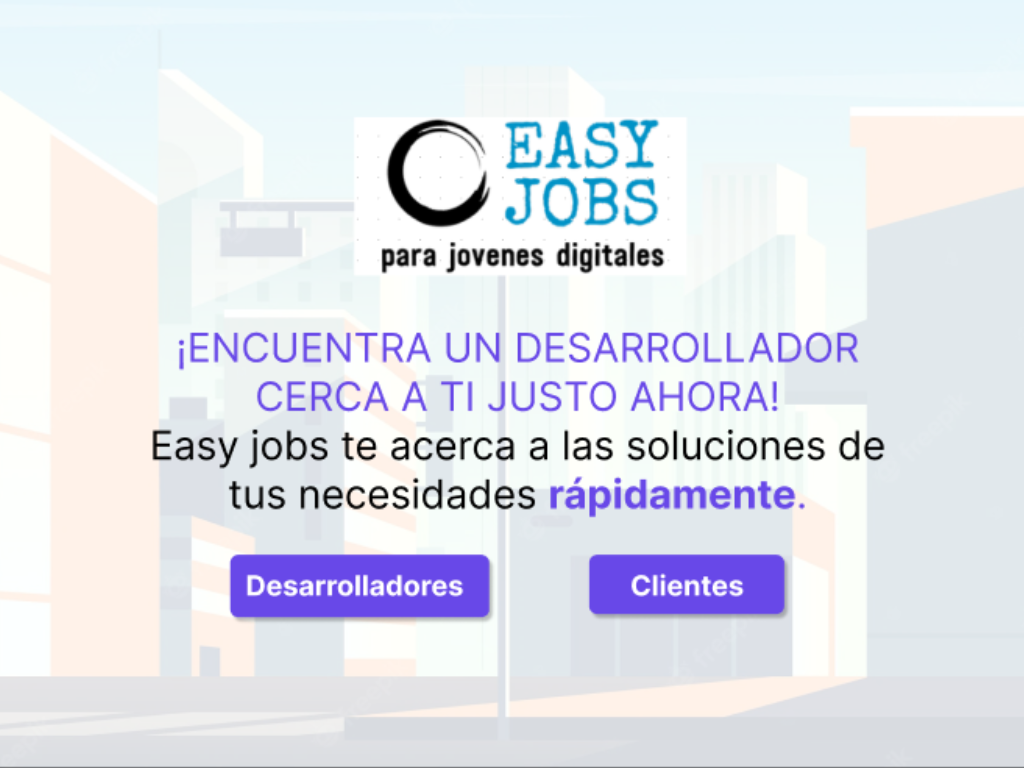 EASY
JOBS
para jovenes digitales
¡ENCUENTRA UN DESARROLLADOR
CERCA A TI JUSTO AHORA!
Easy jobs te acerca a las soluciones de
tus necesidades rápidamente.
Desarrolladores
Clientes